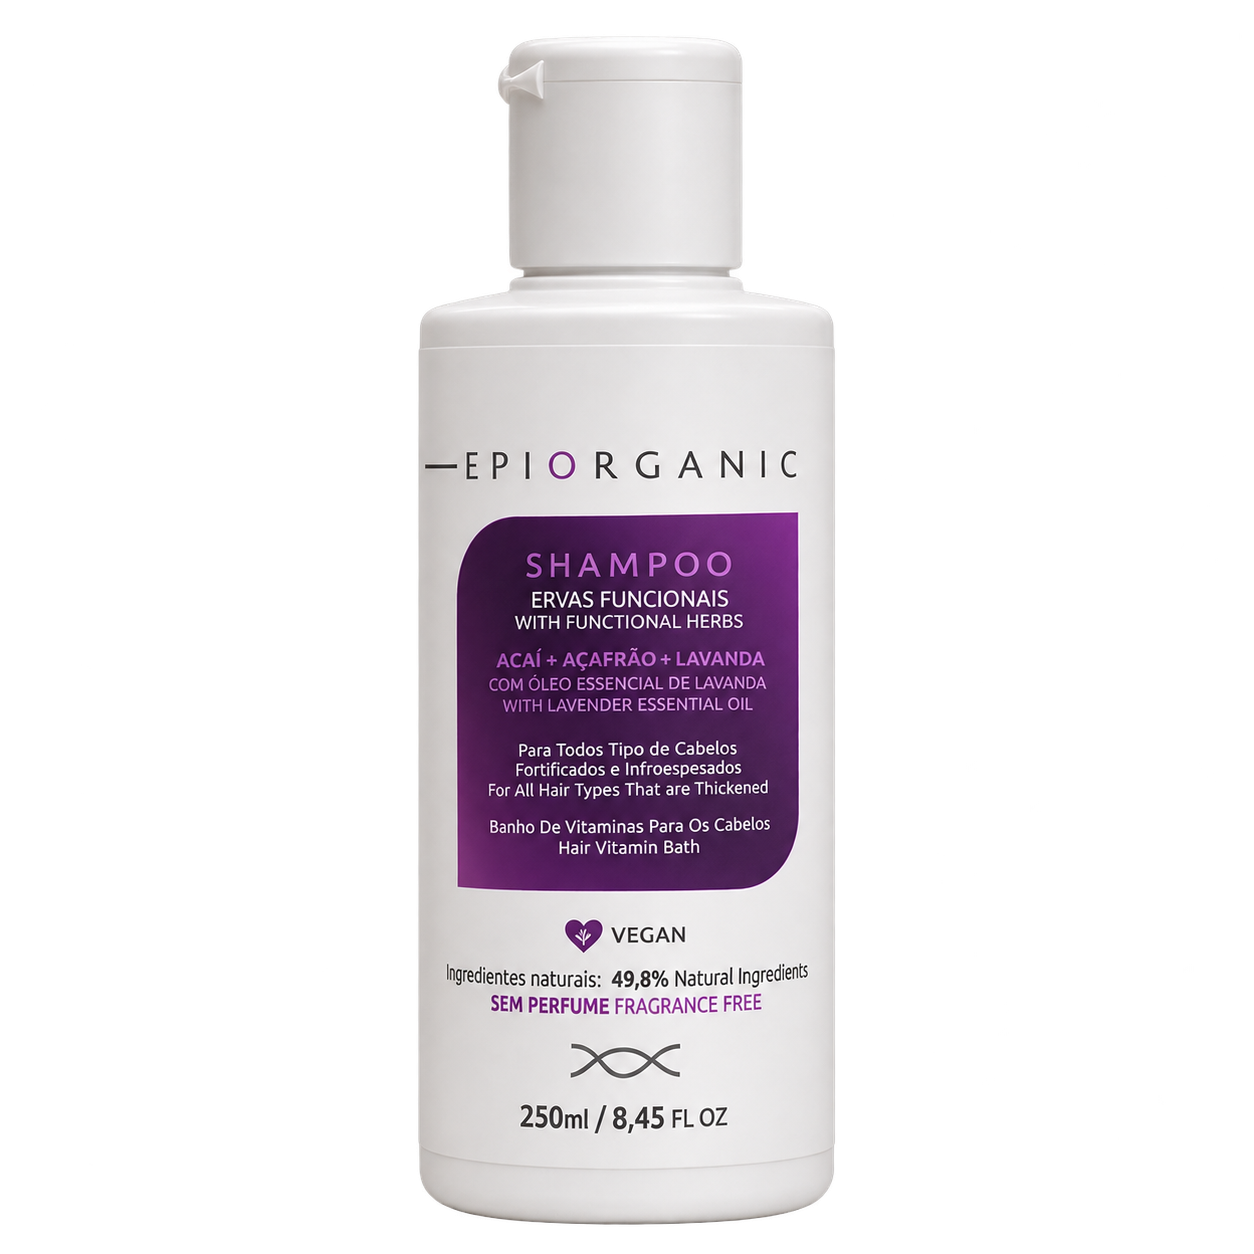 EPIORGANIC
SHAMPOO
ERVAS FUNCIONAIS
WITH FUNCTIONAL HERBS
ACAÍ + AÇAFRÃO + LAVANDA
COM ÓLEO ESSENCIAL DE LAVANDA
WITH LAVENDER ESSENTIAL OIL
Para Todos Tipo de Cabelos
Fortificados e Infroespesados
For All Hair Types That are Thickened
Banho De Vitaminas Para Os Cabelos
Hair Vitamin Bath
VEGAN
Ingredientes naturais: 49,8% Natural Ingredients
SEM PERFUME FRAGRANCE FREE
250ml / 8,45 FL OZ